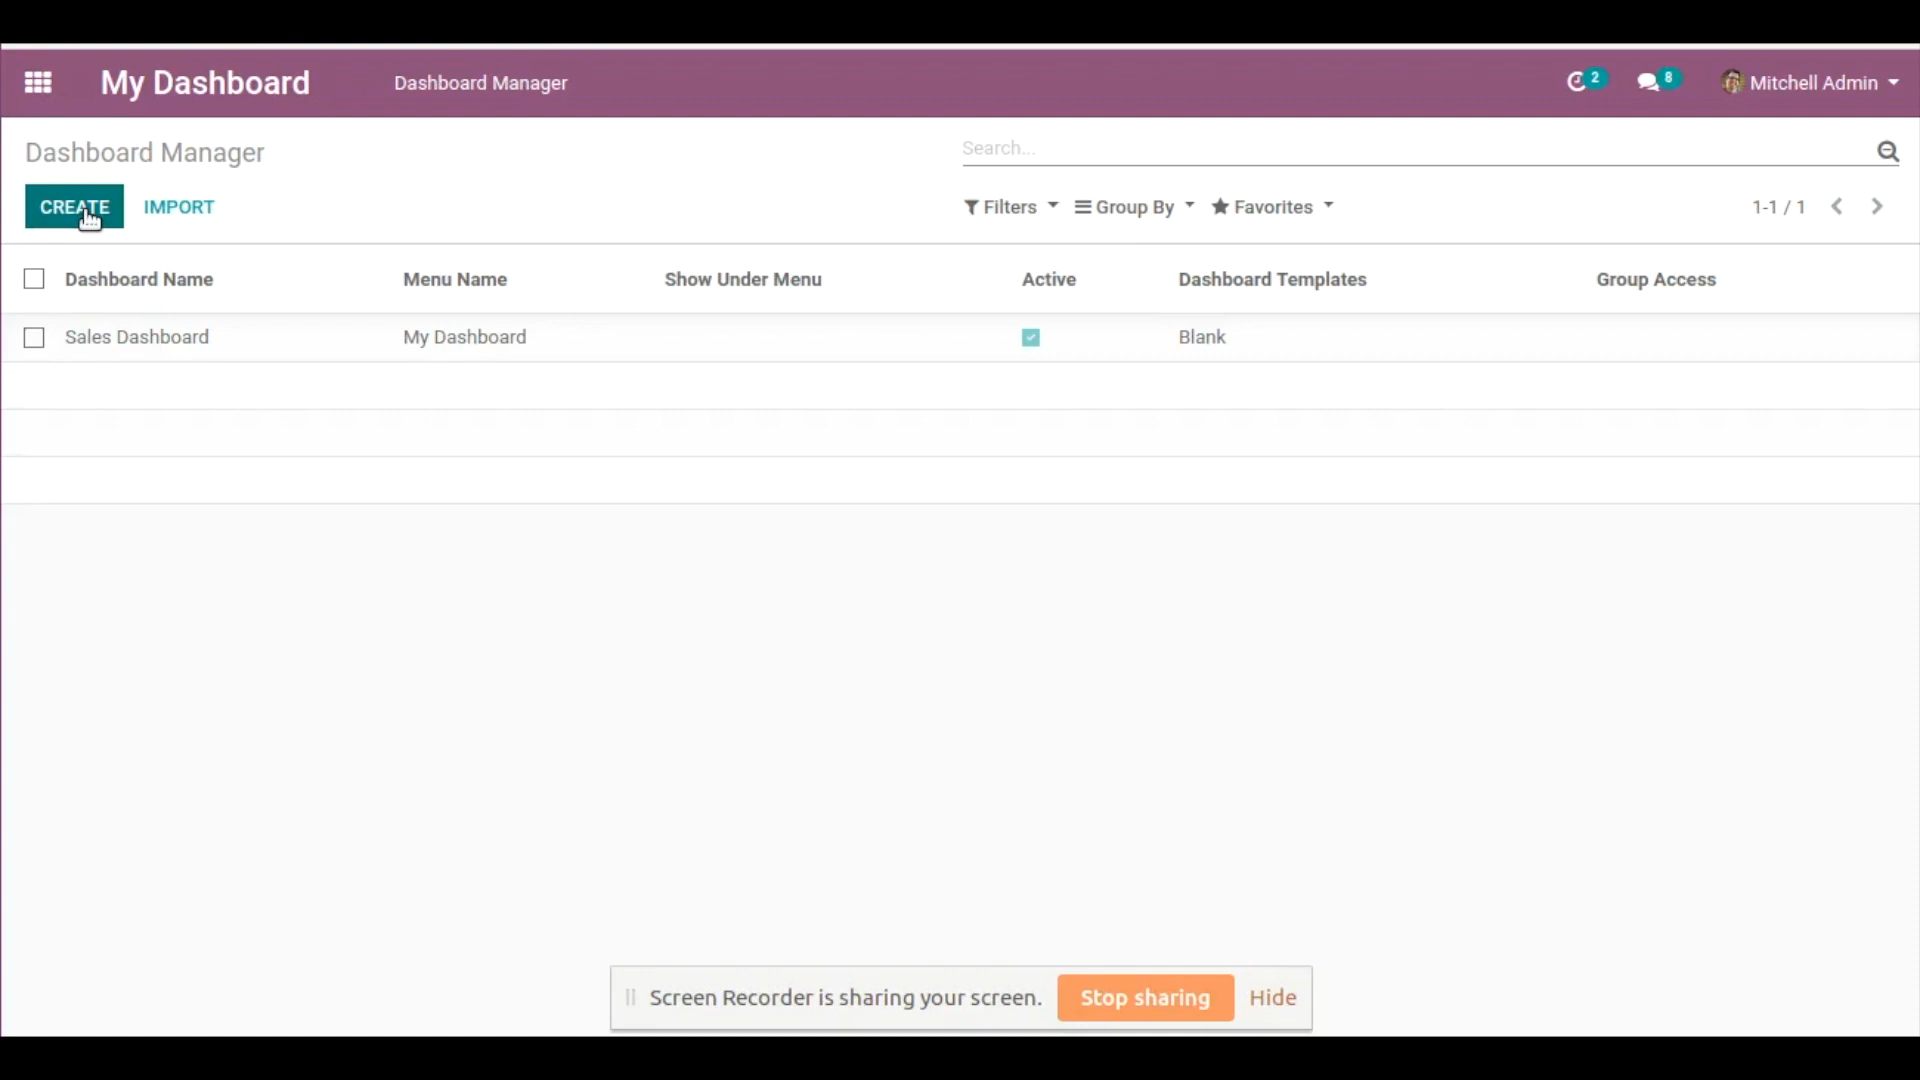 My Dashboard Dashboard Manager 2 8 Mitchell Admin
Dashboard Manager Search...
CREATE IMPORT Filters Group By Favorites 1-1 / 1
Dashboard Name Menu Name Show Under Menu Active Dashboard Templates Group Access
Sales Dashboard My Dashboard Blank
Screen Recorder is sharing your screen. Stop sharing Hide